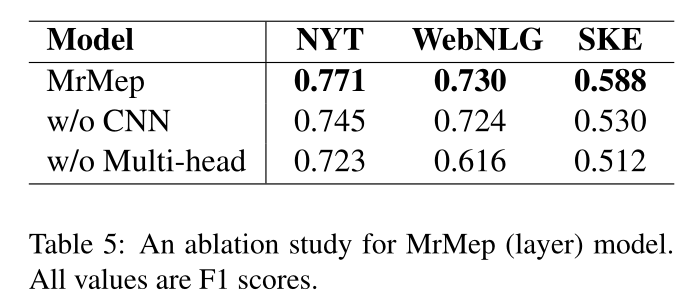 Model NYT WebNLG SKE
MrMep 0.771 0.730 0.588
w/o CNN 0.745 0.724 0.530
w/o Multi-head 0.723 0.616 0.512
Table 5: An ablation study for MrMep (layer) model.
All values are F1 scores.